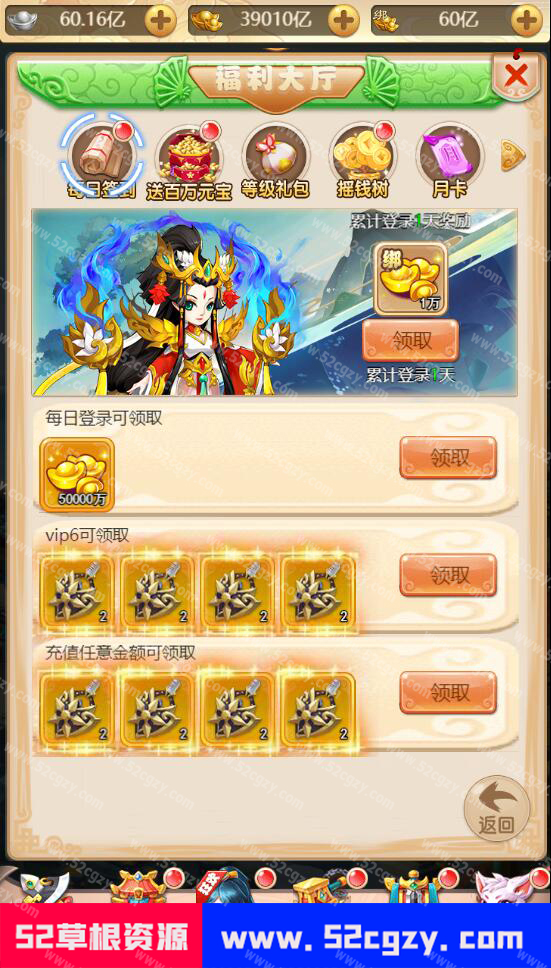 60.16亿
39010亿
绑
60亿
福利大厅
每日签到
送百万元宝
等级礼包
摇钱树
月卡
累计登录1天奖励
绑
1万
领取
累计登录1天
每日登录可领取
50000万
领取
vip6可领取
2
2
2
2
领取
充值任意金额可领取
2
2
2
2
领取
返回
52草根资源
www.52cgzy.com